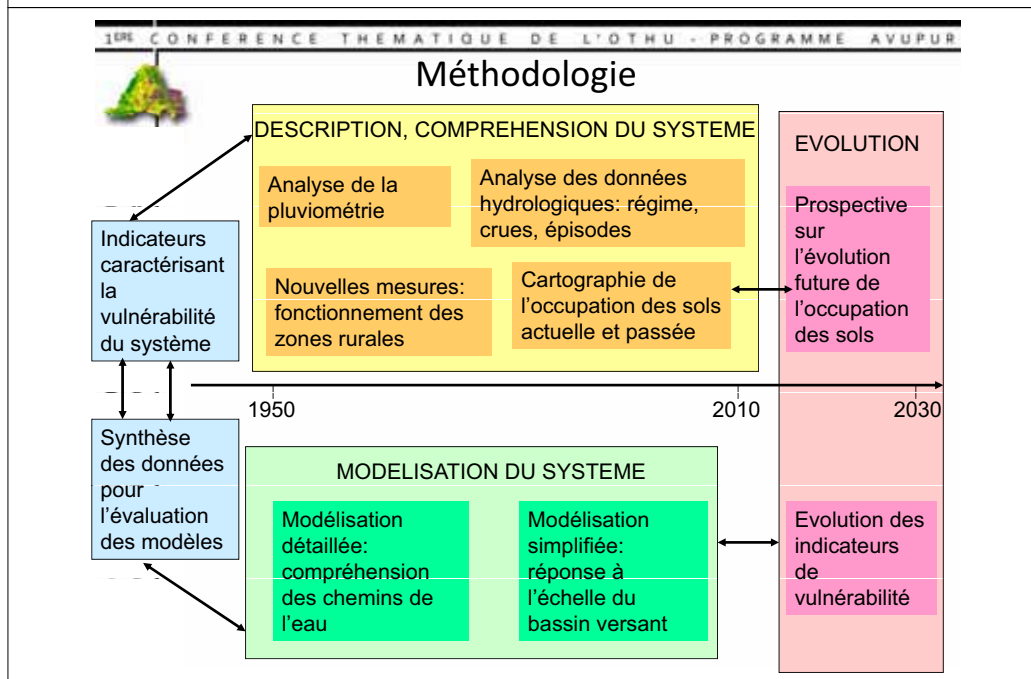 1ERE CONFERENCE THEMATIQUE DE L'OTHU - PROGRAMME AVUPUR
Méthodologie
DESCRIPTION, COMPREHENSION DU SYSTEME
Analyse de la
pluviométrie
Analyse des données
hydrologiques: régime,
crues, épisodes
Nouvelles mesures:
fonctionnement des
zones rurales
Cartographie de
l'occupation des sols
actuelle et passée
EVOLUTION
Prospective
sur
l'évolution
future de
l'occupation
des sols
Indicateurs
caractérisant
la
vulnérabilité
du système
1950
2010
2030
Synthèse
des données
pour
l'évaluation
des modèles
MODELISATION DU SYSTEME
Modélisation
détaillée:
compréhension
des chemins de
l'eau
Modélisation
simplifiée:
réponse à
l'échelle du
bassin versant
Evolution des
indicateurs
de
vulnérabilité